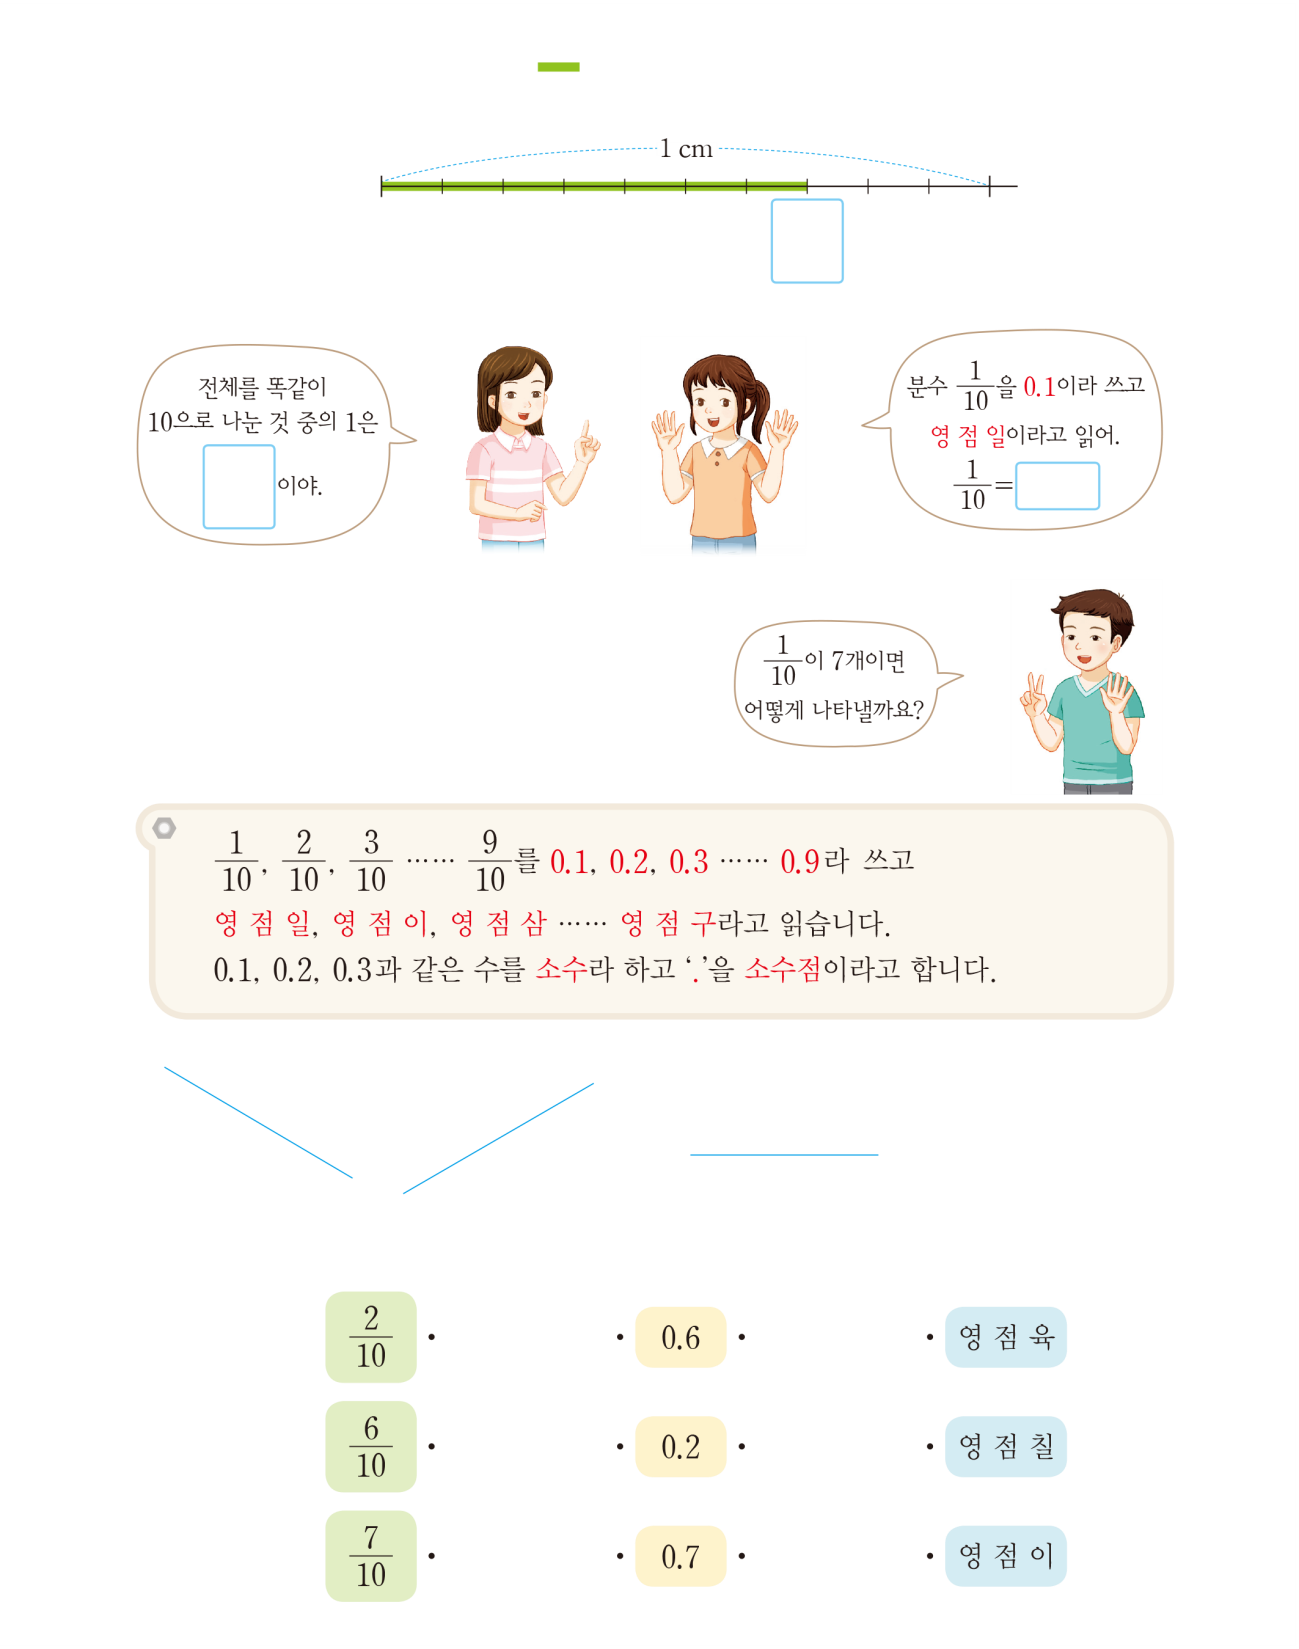 1 cm
전체를 똑같이
10으로 나눈 것 중의 1은
이야.
분수 1/10을 0.1이라 쓰고
영 점 일이라고 읽어.
1/10=
1/10이 7개이면
어떻게 나타낼까요?
1/10, 2/10, 3/10 …… 9/10를 0.1, 0.2, 0.3 …… 0.9라 쓰고
영 점 일, 영 점 이, 영 점 삼 …… 영 점 구라고 읽습니다.
0.1, 0.2, 0.3과 같은 수를 소수라 하고 ‘.’을 소수점이라고 합니다.
2/10 · · 0.6 · · 영 점 육
6/10 · · 0.2 · · 영 점 칠
7/10 · · 0.7 · · 영 점 이